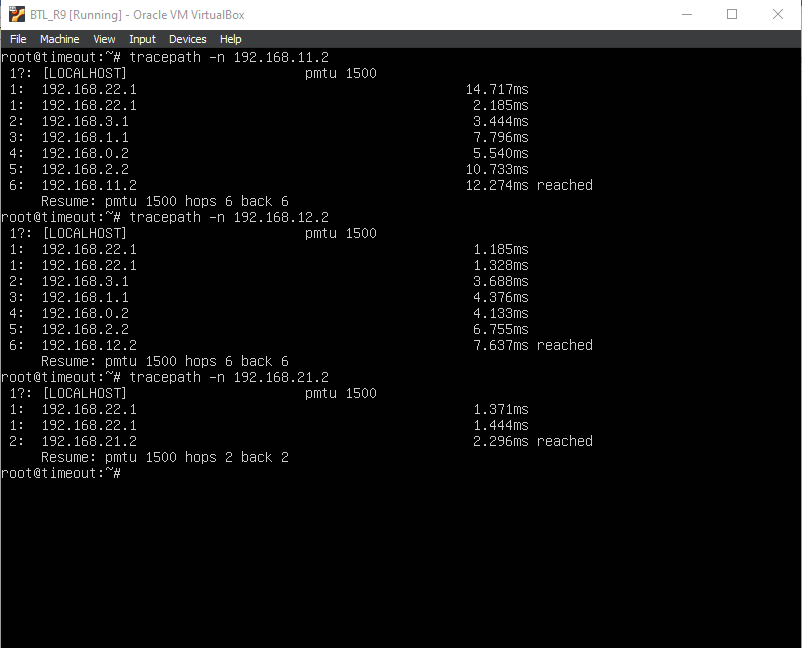 BTL_R9 [Running] - Oracle VM VirtualBox
File Machine View Input Devices Help
root@timeout:~# tracepath -n 192.168.11.2
1?: [LOCALHOST] pmtu 1500
1: 192.168.22.1 14.717ms
1: 192.168.22.1 2.185ms
2: 192.168.3.1 3.444ms
3: 192.168.1.1 7.796ms
4: 192.168.0.2 5.540ms
5: 192.168.2.2 10.733ms
6: 192.168.11.2 12.274ms reached
Resume: pmtu 1500 hops 6 back 6
root@timeout:~# tracepath -n 192.168.12.2
1?: [LOCALHOST] pmtu 1500
1: 192.168.22.1 1.185ms
1: 192.168.22.1 1.328ms
2: 192.168.3.1 3.688ms
3: 192.168.1.1 4.376ms
4: 192.168.0.2 4.133ms
5: 192.168.2.2 6.755ms
6: 192.168.12.2 7.637ms reached
Resume: pmtu 1500 hops 6 back 6
root@timeout:~# tracepath -n 192.168.21.2
1?: [LOCALHOST] pmtu 1500
1: 192.168.22.1 1.371ms
1: 192.168.22.1 1.444ms
2: 192.168.21.2 2.296ms reached
Resume: pmtu 1500 hops 2 back 2
root@timeout:~#